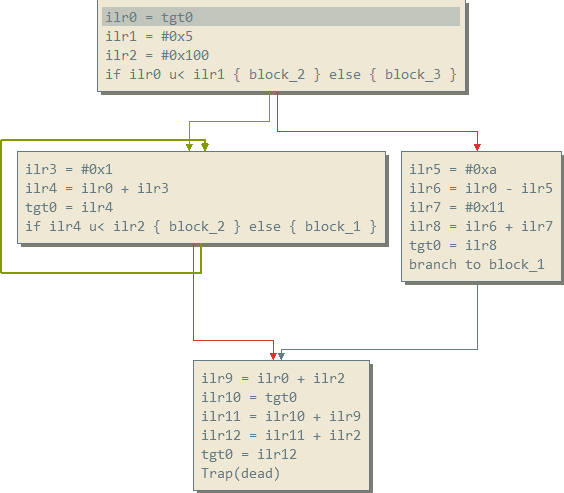 ilr0 = tgt0
ilr1 = #0x5
ilr2 = #0x100
if ilr0 u< ilr1 { block_2 } else { block_3 }
ilr3 = #0x1
ilr4 = ilr0 + ilr3
tgt0 = ilr4
if ilr4 u< ilr2 { block_2 } else { block_1 }
ilr5 = #0xa
ilr6 = ilr0 - ilr5
ilr7 = #0x11
ilr8 = ilr6 + ilr7
tgt0 = ilr8
branch to block_1
ilr9 = ilr0 + ilr2
ilr10 = tgt0
ilr11 = ilr10 + ilr9
ilr12 = ilr11 + ilr2
tgt0 = ilr12
Trap(dead)